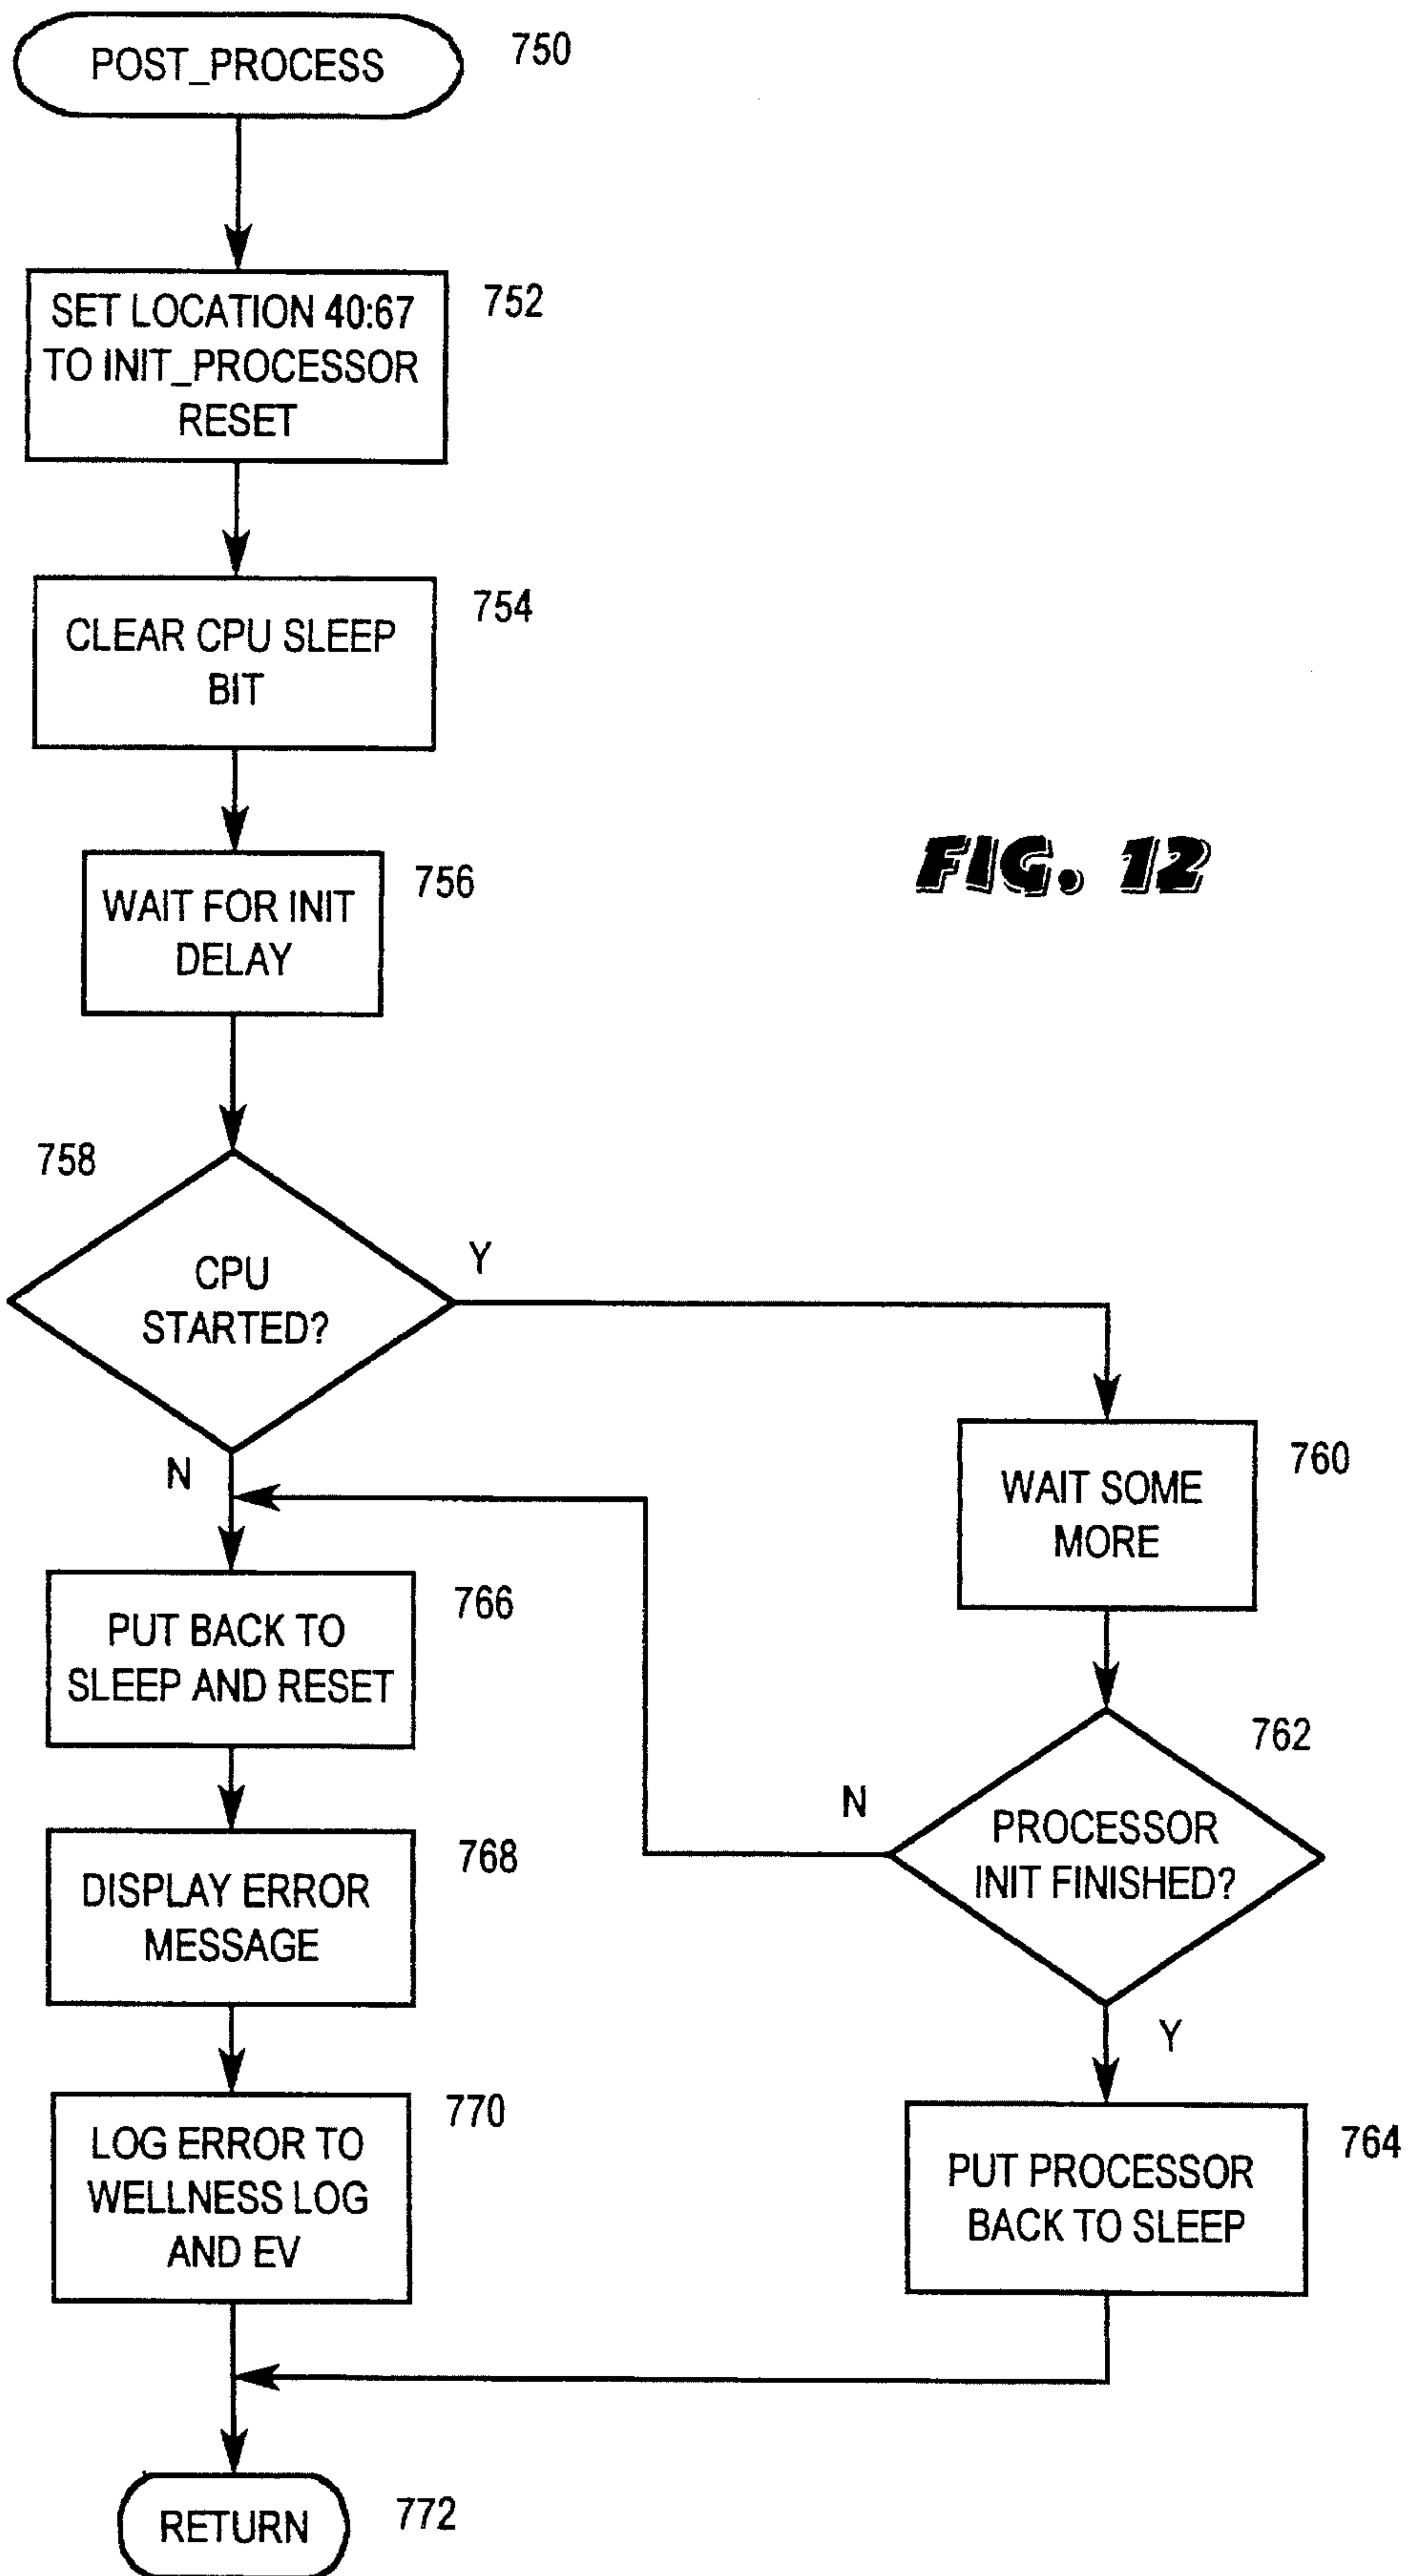 POST_PROCESS
750
SET LOCATION 40:67
TO INIT_PROCESSOR
RESET
752
CLEAR CPU SLEEP
BIT
754
WAIT FOR INIT
DELAY
756
FIG. 12
758
CPU
STARTED?
Y
N
WAIT SOME
MORE
760
PUT BACK TO
SLEEP AND RESET
766
PROCESSOR
INIT FINISHED?
762
N
Y
DISPLAY ERROR
MESSAGE
768
LOG ERROR TO
WELLNESS LOG
AND EV
770
PUT PROCESSOR
BACK TO SLEEP
764
RETURN
772